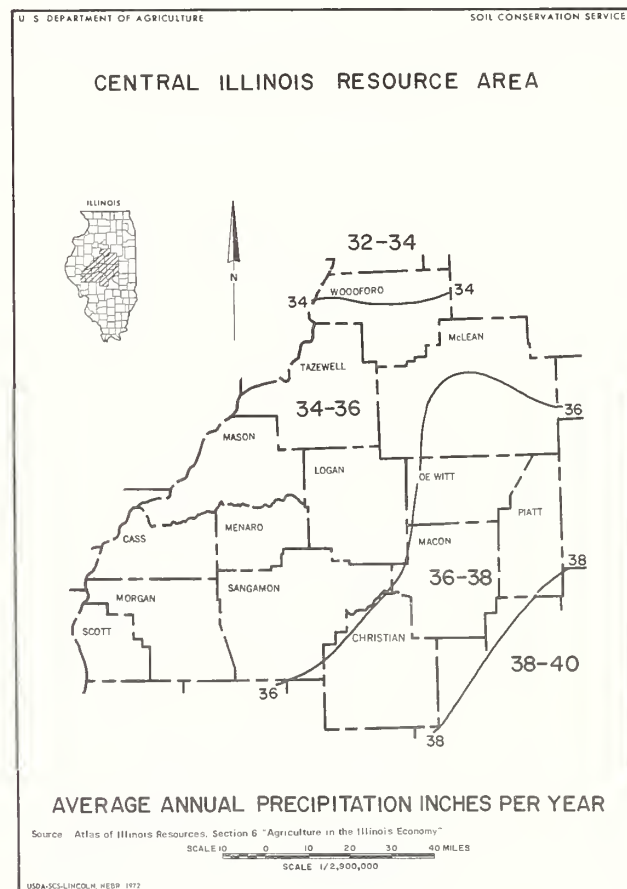 U S DEPARTMENT OF AGRICULTURE
SOIL CONSERVATION SERVICE
CENTRAL ILLINOIS RESOURCE AREA
ILLINOIS
N
32-34
34
WOODFORD
34
McLEAN
TAZEWELL
34-36
36
MASON
LOGAN
DE WITT
PIATT
CASS
MENARD
MACON
36-38
38
MORGAN
SANGAMON
SCOTT
CHRISTIAN
38-40
36
38
AVERAGE ANNUAL PRECIPITATION INCHES PER YEAR
Source Atlas of Illinois Resources, Section 6 "Agriculture in the Illinois Economy"
SCALE 10 0 10 20 30 40 MILES
SCALE 1/2,900,000
USDA-SCS-LINCOLN, NEBR 1972